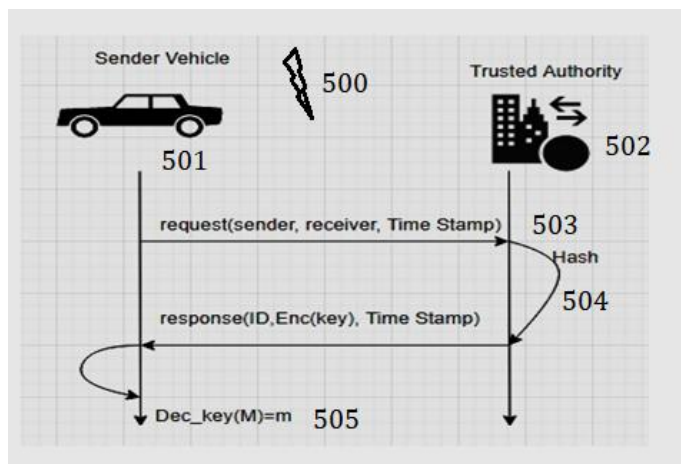 Sender Vehicle
500
Trusted Authority
501
502
request(sender, receiver, Time Stamp)
503
Hash
504
response(ID,Enc(key), Time Stamp)
Dec_key(M)=m
505